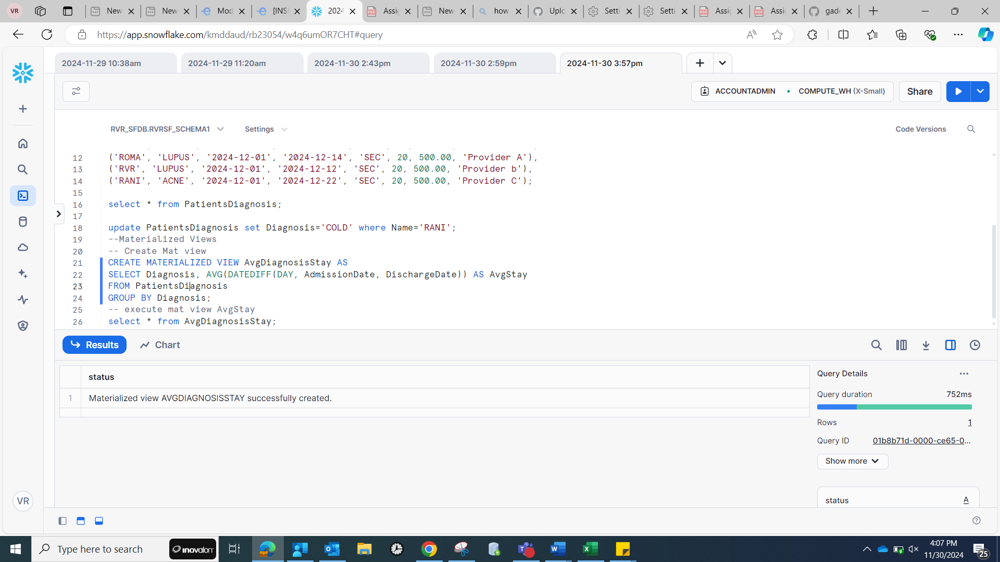 VR
New
New
Mod
[INS
2024
Assig
New
how
Uplo
Setti
Setti
Assig
Assig
gade
https://app.snowflake.com/kmddaud/rb23054/w4q6umOR7CHT#query
2024-11-29 10:38am
2024-11-29 11:20am
2024-11-30 2:43pm
2024-11-30 2:59pm
2024-11-30 3:57pm
ACCOUNTADMIN • COMPUTE_WH (X-Small)
Share
RVR_SFDB.RVRSF_SCHEMA1
Settings
Code Versions
12 ('ROMA', 'LUPUS', '2024-12-01', '2024-12-14', 'SEC', 20, 500.00, 'Provider A'),
13 ('RVR', 'LUPUS', '2024-12-01', '2024-12-12', 'SEC', 20, 500.00, 'Provider b'),
14 ('RANI', 'ACNE', '2024-12-01', '2024-12-22', 'SEC', 20, 500.00, 'Provider C');
15
16 select * from PatientsDiagnosis;
17
18 update PatientsDiagnosis set Diagnosis='COLD' where Name='RANI';
19 --Materialized Views
20 -- Create Mat view
21 CREATE MATERIALIZED VIEW AvgDiagnosisStay AS
22 SELECT Diagnosis, AVG(DATEDIFF(DAY, AdmissionDate, DischargeDate)) AS AvgStay
23 FROM PatientsDiagnosis
24 GROUP BY Diagnosis;
25 -- execute mat view AvgStay
26 select * from AvgDiagnosisStay;
Results
Chart
status
1 Materialized view AVGDIAGNOSISSTAY successfully created.
Query Details
Query duration 752ms
Rows 1
Query ID 01b8b71d-0000-ce65-0...
Show more
status A
VR
Type here to search
inovalon
4:07 PM
11/30/2024
25